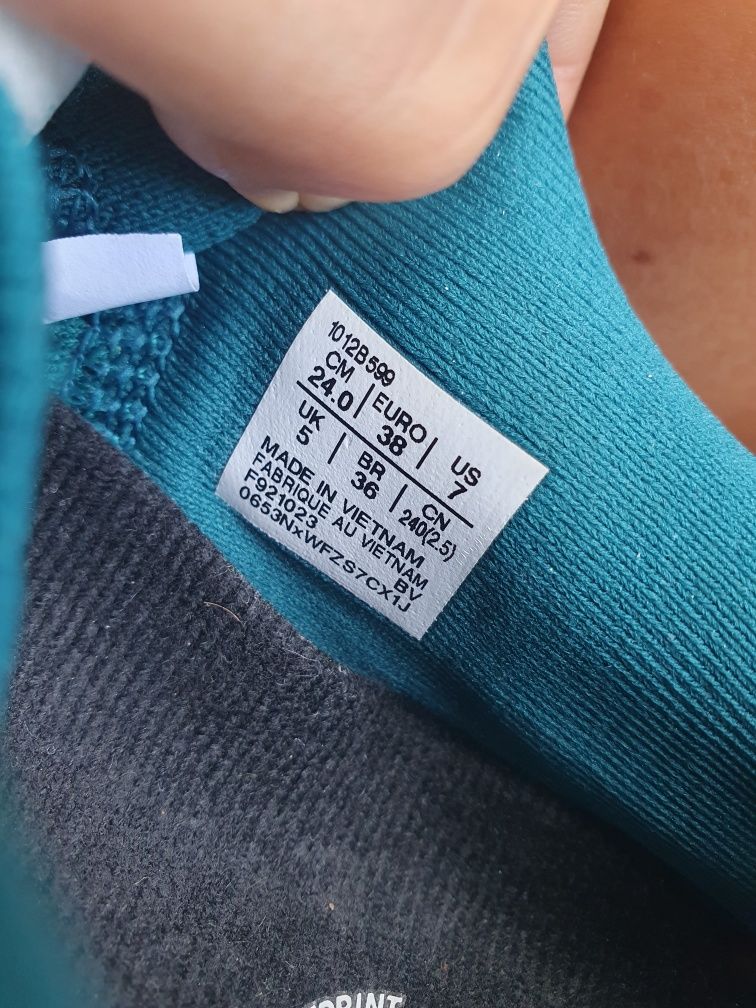 1012B599
CM | EURO | US
24.0 | 38 | 7
UK | BR | CN
5 | 36 | 240(2.5)
MADE IN VIETNAM
FABRIQUE AU VIETNAM
F921023 BV
0653NXWFZS7CX1J